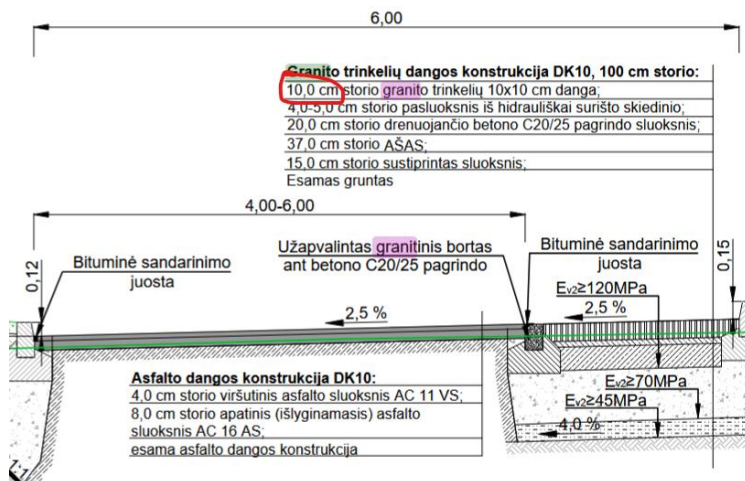 6,00
Granito trinkelių dangos konstrukcija DK10, 100 cm storio:
10,0 cm storio granito trinkelių 10x10 cm danga;
4,0-5,0 cm storio pasluoksnis iš hidrauliškai surišto skiedinio;
20,0 cm storio drenuojančio betono C20/25 pagrindo sluoksnis;
37,0 cm storio AŠAS;
15,0 cm storio sustiprintas sluoksnis;
Esamas gruntas
4,00-6,00
0,12
Bituminė sandarinimo
juosta
Užapvalintas granitinis bortas
ant betono C20/25 pagrindo
Bituminė sandarinimo
juosta
0,15
Ev2≥120MPa
2,5 %
2,5 %
Asfalto dangos konstrukcija DK10:
4,0 cm storio viršutinis asfalto sluoksnis AC 11 VS;
8,0 cm storio apatinis (išlyginamasis) asfalto
sluoksnis AC 16 AS;
esama asfalto dangos konstrukcija
Ev2≥70MPa
Ev2≥45MPa
4,0 %
1:1